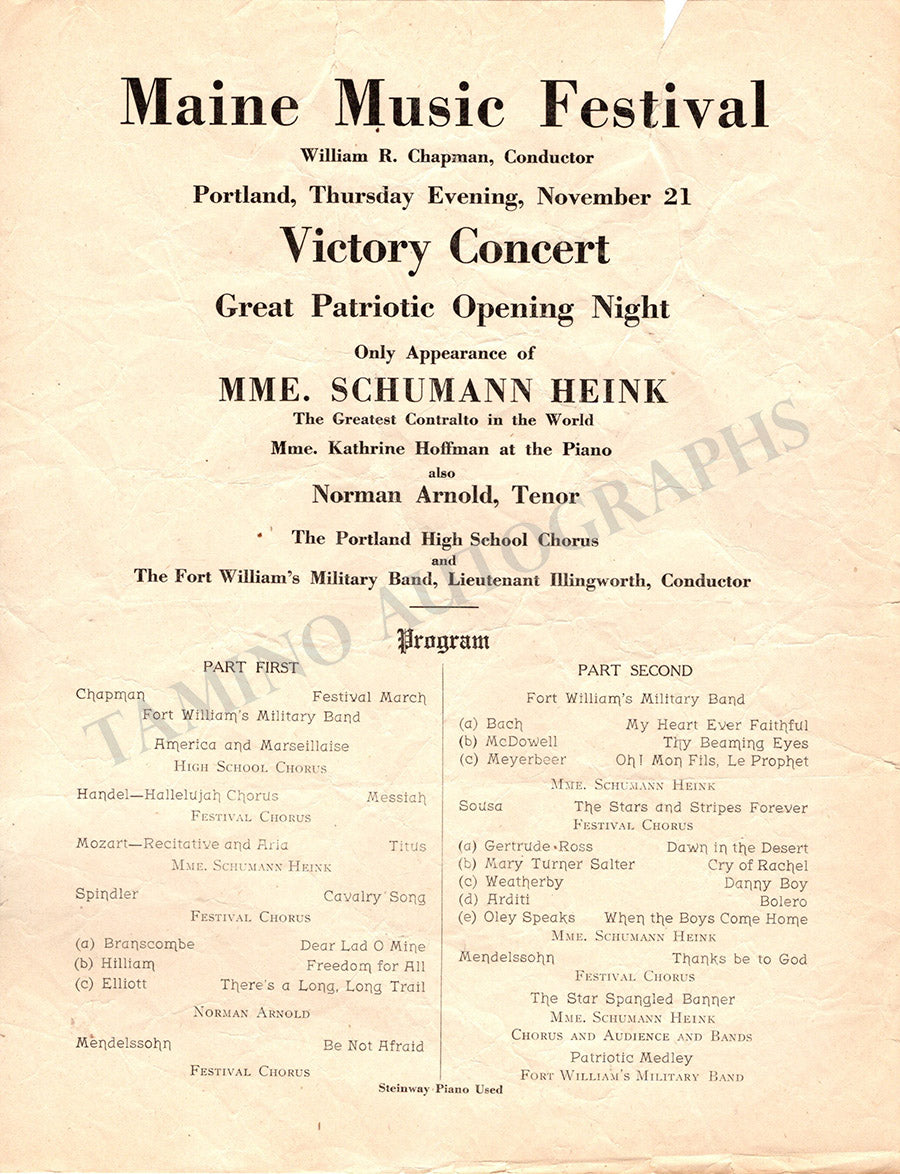 Maine Music Festival
William R. Chapman, Conductor
Portland, Thursday Evening, November 21
Victory Concert
Great Patriotic Opening Night
Only Appearance of
MME. SCHUMANN HEINK
The Greatest Contralto in the World
Mme. Kathrine Hoffman at the Piano
also
Norman Arnold, Tenor
The Portland High School Chorus
and
The Fort William's Military Band, Lieutenant Illingworth, Conductor
TAMINO AUTOGRAPHS
Program
PART FIRST
Chapman Festival March
Fort William's Military Band
America and Marseillaise
HIGH SCHOOL CHORUS
Handel—Hallelujah Chorus Messiah
FESTIVAL CHORUS
Mozart—Recitative and Aria Titus
MME. SCHUMANN HEINK
Spindler Cavalry Song
FESTIVAL CHORUS
(a) Branscombe Dear Lad O Mine
(b) Hilliam Freedom for All
(c) Elliott There's a Long, Long Trail
NORMAN ARNOLD
Mendelssohn Be Not Afraid
FESTIVAL CHORUS
PART SECOND
Fort William's Military Band
(a) Bach My Heart Ever Faithful
(b) McDowell Thy Beaming Eyes
(c) Meyerbeer Oh! Mon Fils, Le Prophet
MME. SCHUMANN HEINK
Sousa The Stars and Stripes Forever
FESTIVAL CHORUS
(a) Gertrude Ross Dawn in the Desert
(b) Mary Turner Salter Cry of Rachel
(c) Weatherby Danny Boy
(d) Arditi Bolero
(e) Oley Speaks When the Boys Come Home
MME. SCHUMANN HEINK
Mendelssohn Thanks be to God
FESTIVAL CHORUS
The Star Spangled Banner
MME. SCHUMANN HEINK
CHORUS AND AUDIENCE AND BANDS
Patriotic Medley
FORT WILLIAM'S MILITARY BAND
Steinway Piano Used